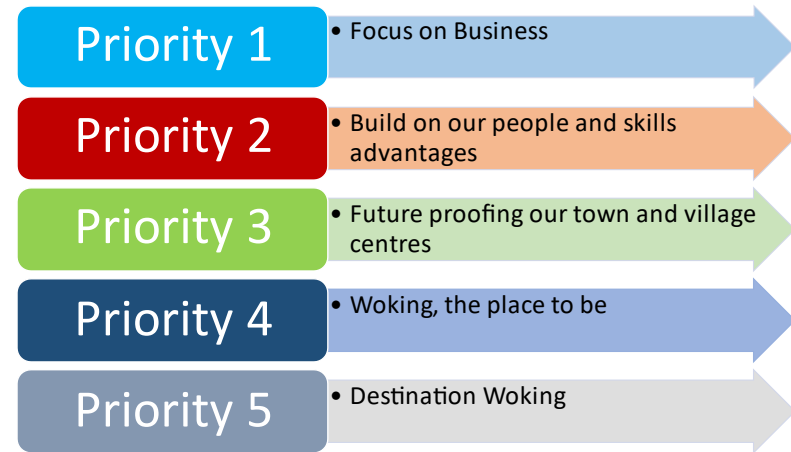 Priority 1
• Focus on Business
Priority 2
• Build on our people and skills
advantages
Priority 3
• Future proofing our town and village
centres
Priority 4
• Woking, the place to be
Priority 5
• Destination Woking